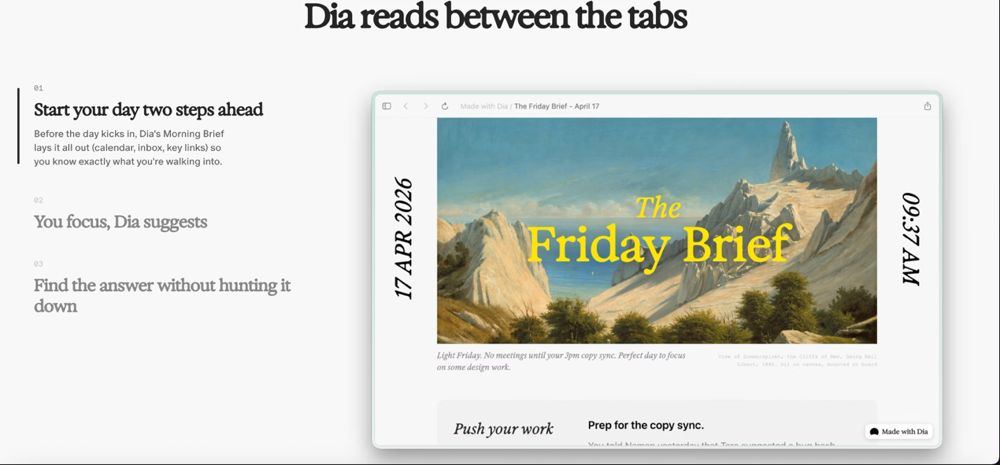 Dia reads between the tabs
01
Start your day two steps ahead
Before the day kicks in, Dia's Morning Brief
lays it all out (calendar, inbox, key links) so
you know exactly what you're walking into.
02
You focus, Dia suggests
03
Find the answer without hunting it
down
Made with Dia / The Friday Brief - April 17
17 APR 2026
The
Friday Brief
09:37 AM
Light Friday. No meetings until your 3pm copy sync. Perfect day to focus
on some design work.
View of Sommerspiret, the Cliffs of Møn, Georg Emil
Libert, 1846. oil on canvas, mounted on board
Push your work
Prep for the copy sync.
You told Naman yesterday that Tara suggested a bug bash
Made with Dia